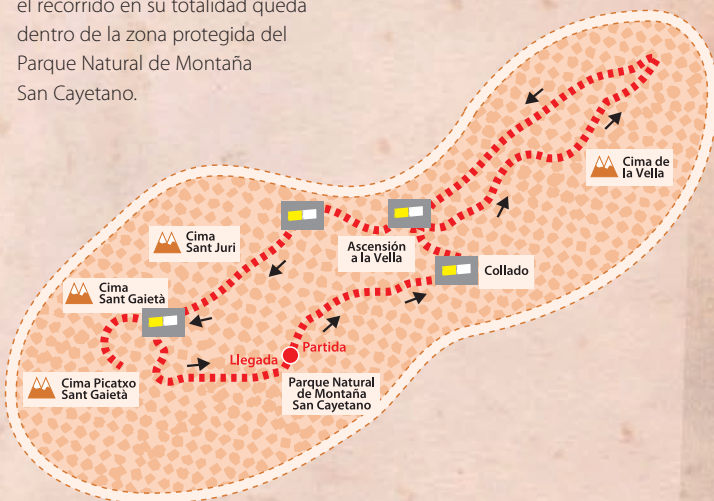 el recorrido en su totalidad queda
dentro de la zona protegida del
Parque Natural de Montaña
San Cayetano.
Cima de
la Vella
Cima
Sant Juri
Ascensión
a la Vella
Collado
Cima
Sant Gaietà
Partida
Llegada
Cima Picatxo
Sant Gaietà
Parque Natural
de Montaña
San Cayetano